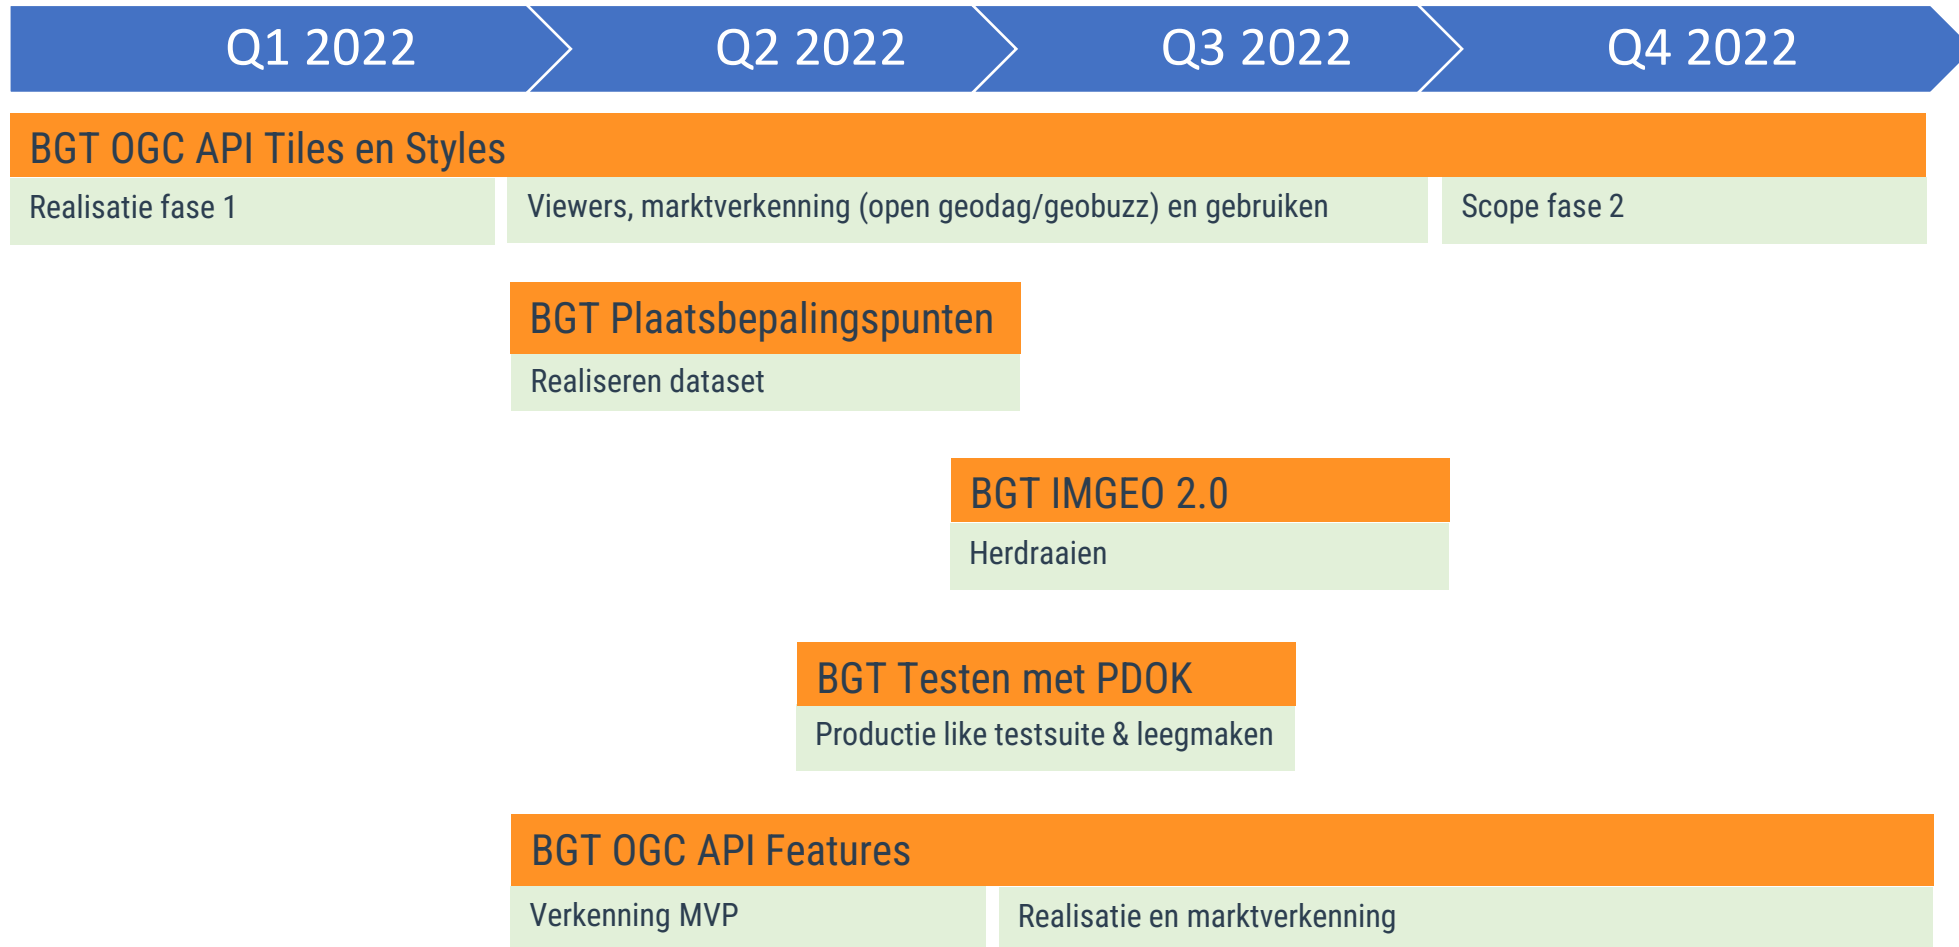 Q1 2022
Q2 2022
Q3 2022
Q4 2022
BGT OGC API Tiles en Styles
Realisatie fase 1
Viewers, marktverkenning (open geodag/geobuzz) en gebruiken
Scope fase 2
BGT Plaatsbepalingspunten
Realiseren dataset
BGT IMGEO 2.0
Herdraaien
BGT Testen met PDOK
Productie like testsuite & leegmaken
BGT OGC API Features
Verkenning MVP
Realisatie en marktverkenning